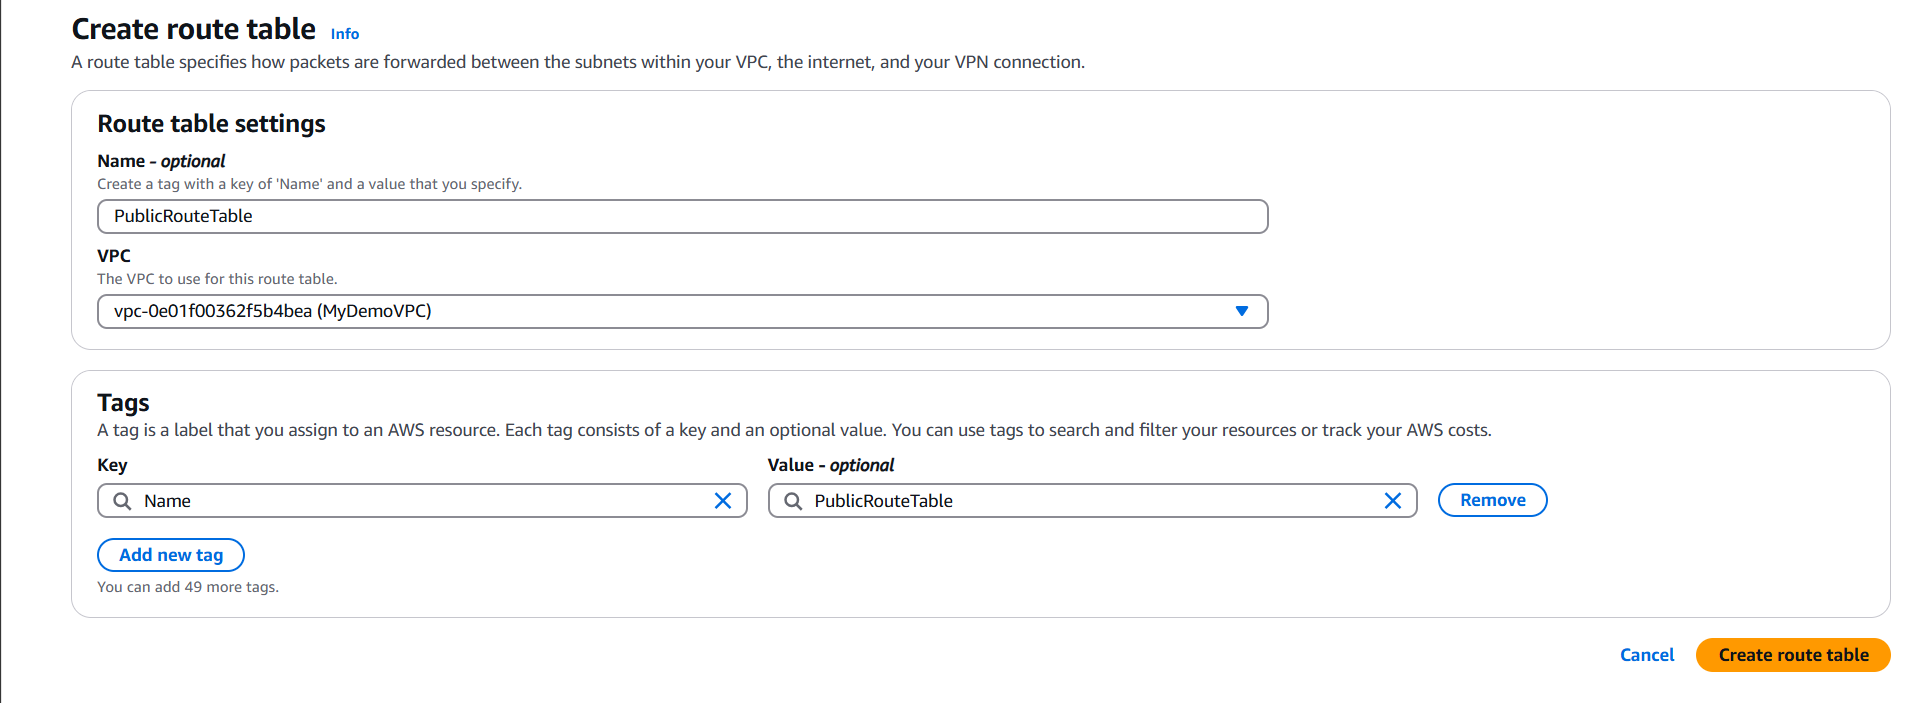 Create route table Info
A route table specifies how packets are forwarded between the subnets within your VPC, the internet, and your VPN connection.
Route table settings
Name - optional
Create a tag with a key of 'Name' and a value that you specify.
PublicRouteTable
VPC
The VPC to use for this route table.
vpc-0e01f00362f5b4bea (MyDemoVPC)
Tags
A tag is a label that you assign to an AWS resource. Each tag consists of a key and an optional value. You can use tags to search and filter your resources or track your AWS costs.
Key Value - optional
Name PublicRouteTable Remove
Add new tag
You can add 49 more tags.
Cancel Create route table